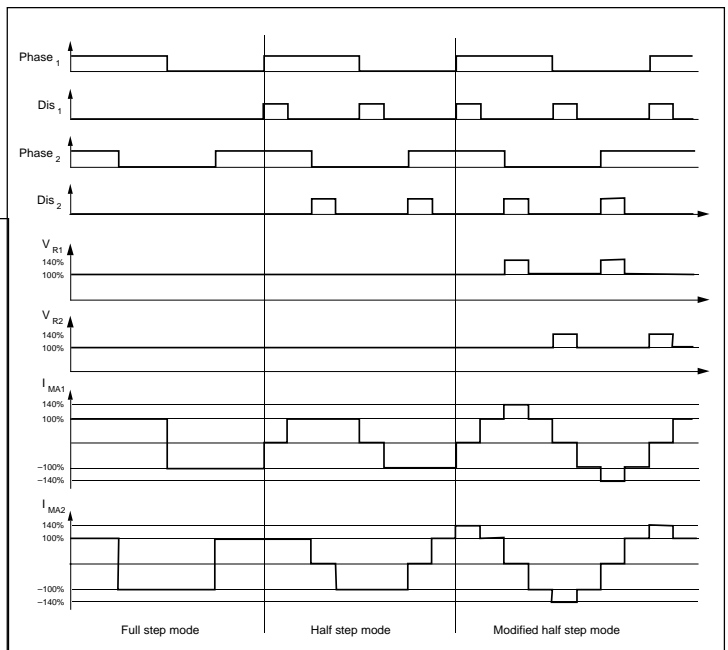 Phase 1
Dis 1
Phase 2
Dis 2
V R1
140%
100%
V R2
140%
100%
I MA1
140%
100%
–100%
–140%
I MA2
140%
100%
–100%
–140%
Full step mode
Half step mode
Modified half step mode